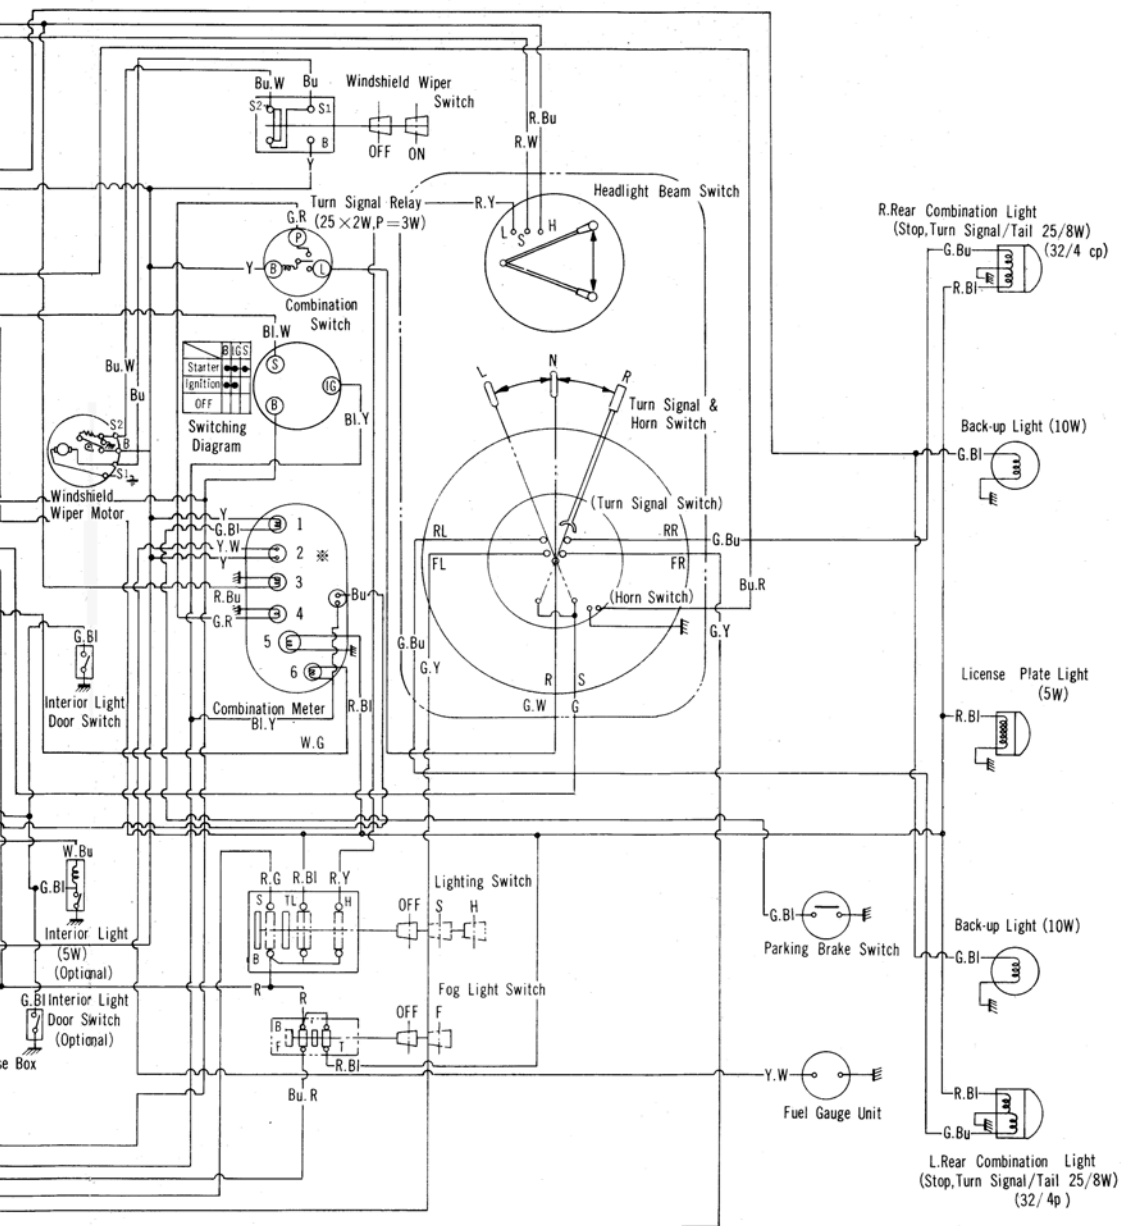 Bu.W
Bu
Windshield Wiper
Switch
S2
S1
B
OFF
ON
Y
R.Bu
R.W
Headlight Beam Switch
Turn Signal Relay
(25×2W,P=3W)
R.Y
L
S
H
G.R
P
Y
B
L
Combination
Switch
R.Rear Combination Light
(Stop,Turn Signal/Tail 25/8W)
(32/4 cp)
G.Bu
R.Bl
Bl.W
B IG S
Starter
Ignition
OFF
Switching
Diagram
S
IG
B
Bl.Y
Bu.W
Bu
S2
B
S1
Windshield
Wiper Motor
L
N
R
Turn Signal &
Horn Switch
(Turn Signal Switch)
RL
RR
G.Bu
FL
FR
Bu.R
(Horn Switch)
G.Bu
G.Y
G.Y
R
S
G.W
G
Back-up Light (10W)
G.Bl
Y
G.Bl
Y.W
Y
R.Bu
G.R
1
2
※
3
4
5
6
Bu
Combination Meter
Bl.Y
R.Bl
W.G
G.Bl
Interior Light
Door Switch
License Plate Light
(5W)
R.Bl
W.Bu
G.Bl
Interior Light
(5W)
(Optional)
G.Bl
Interior Light
Door Switch
(Optional)
se Box
R.G
R.Bl
R.Y
Lighting Switch
S
TL
H
B
OFF
S
H
R
R
Fog Light Switch
B
F
T
OFF
F
R.Bl
Bu.R
G.Bl
Parking Brake Switch
Back-up Light (10W)
G.Bl
Y.W
Fuel Gauge Unit
R.Bl
G.Bu
L.Rear Combination Light
(Stop,Turn Signal/Tail 25/8W)
(32/4p)